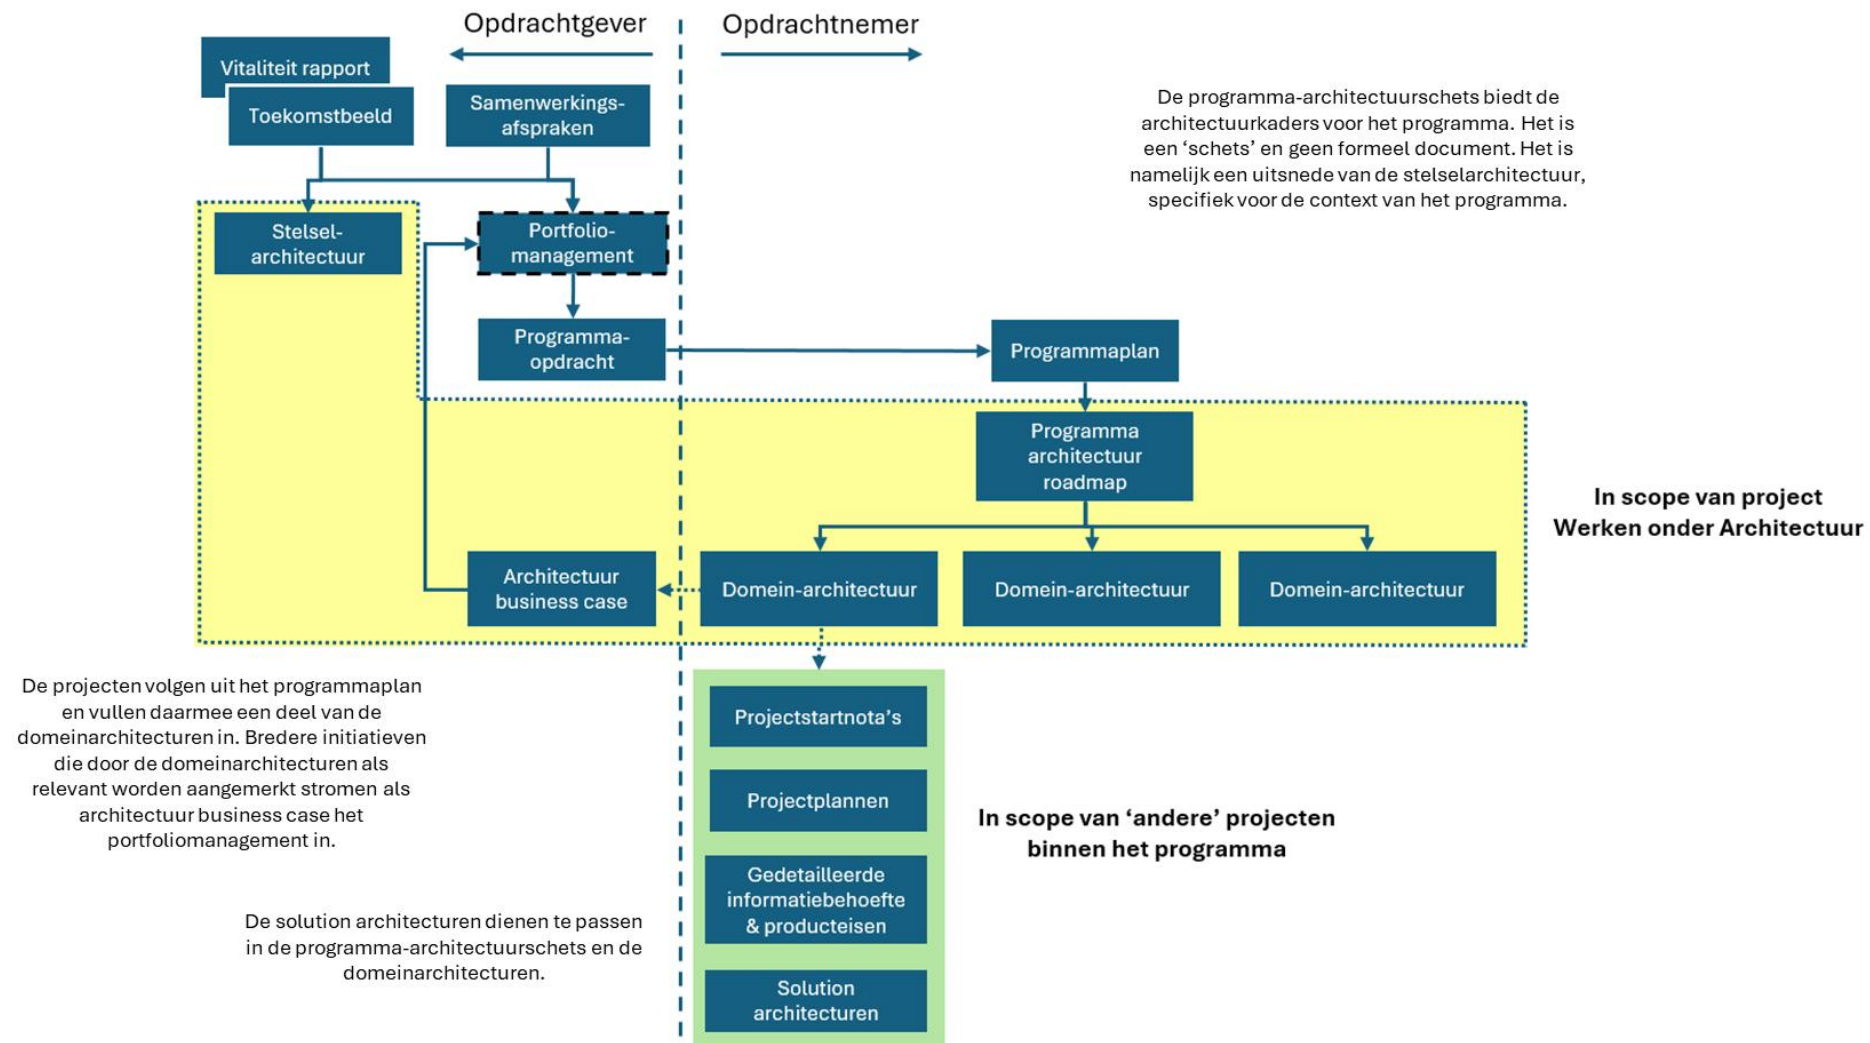 Opdrachtgever
Opdrachtnemer
Vitaliteit rapport
Toekomstbeeld
Samenwerkings-
afspraken
De programma-architectuurschets biedt de
architectuurkaders voor het programma. Het is
een ‘schets’ en geen formeel document. Het is
namelijk een uitsnede van de stelselarchitectuur,
specifiek voor de context van het programma.
Stelsel-
architectuur
Portfolio-
management
Programma-
opdracht
Programmaplan
Programma
architectuur
roadmap
In scope van project
Werken onder Architectuur
Architectuur
business case
Domein-architectuur
Domein-architectuur
Domein-architectuur
De projecten volgen uit het programmaplan
en vullen daarmee een deel van de
domeinarchitecturen in. Bredere initiatieven
die door de domeinarchitecturen als
relevant worden aangemerkt stromen als
architectuur business case het
portfoliomanagement in.
Projectstartnota’s
Projectplannen
In scope van ‘andere’ projecten
binnen het programma
Gedetailleerde
informatiebehoefte
& producteisen
De solution architecturen dienen te passen
in de programma-architectuurschets en de
domeinarchitecturen.
Solution
architecturen